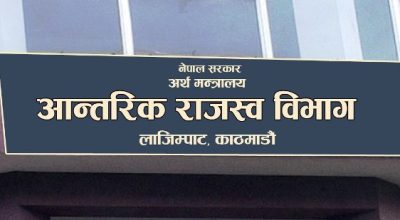 नेपाल सरकार
अर्थ मन्त्रालय
आन्तरिक राजस्व विभाग
लाजिम्पाट, काठमाडौं